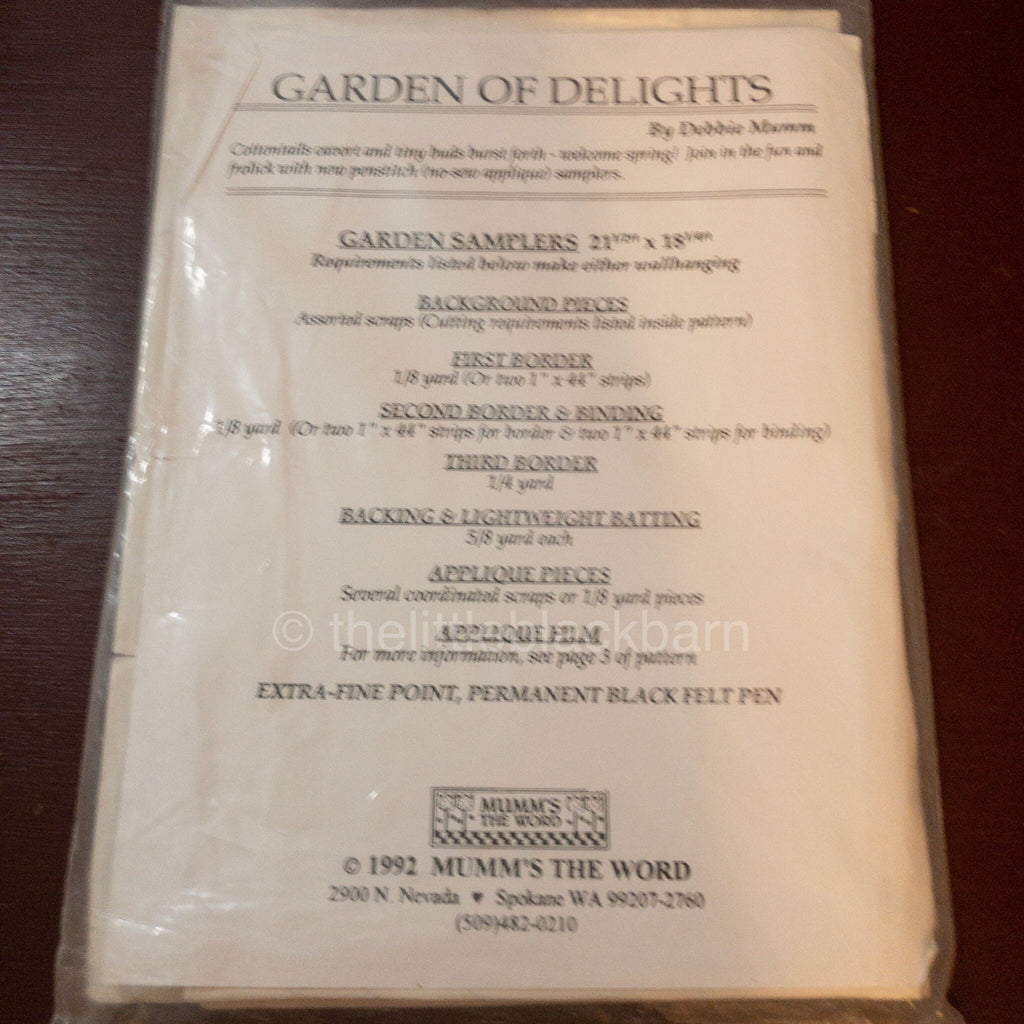 GARDEN OF DELIGHTS
By Debbie Mumm
Cottontails cavort and tiny buds burst forth - welcome spring! Join in the fun and
frolick with new penstitch (no-sew applique) samplers.
GARDEN SAMPLERS 21 x 18
Requirements listed below make either wallhanging
BACKGROUND PIECES
Assorted scraps (Cutting requirements listed inside pattern)
FIRST BORDER
1/8 yard (Or two 1" x 44" strips)
SECOND BORDER & BINDING
1/8 yard (Or two 1" x 44" strips for border & two 1" x 44" strips for binding)
THIRD BORDER
1/4 yard
BACKING & LIGHTWEIGHT BATTING
5/8 yard each
APPLIQUE PIECES
Several coordinated scraps or 1/8 yard pieces
© thelittleblackbarn
APPLIQUE FILM
For more information, see page 3 of pattern
EXTRA-FINE POINT, PERMANENT BLACK FELT PEN
MUMM'S
THE WORD
© 1992 MUMM'S THE WORD
2900 N. Nevada ♥ Spokane WA 99207-2760
(509)482-0210